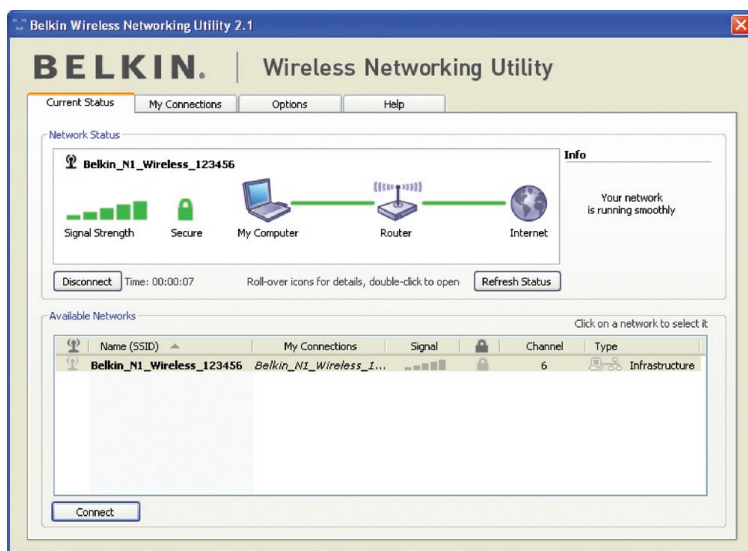 Belkin Wireless Networking Utility 2.1
BELKIN. | Wireless Networking Utility
Current Status My Connections Options Help
Network Status
Belkin_N1_Wireless_123456
Signal Strength Secure My Computer Router Internet
Info
Your network
is running smoothly
Disconnect Time: 00:00:07 Roll-over icons for details, double-click to open Refresh Status
Available Networks
Click on a network to select it
Name (SSID) My Connections Signal Channel Type
Belkin_N1_Wireless_123456 Belkin_N1_Wireless_1... 6 Infrastructure
Connect